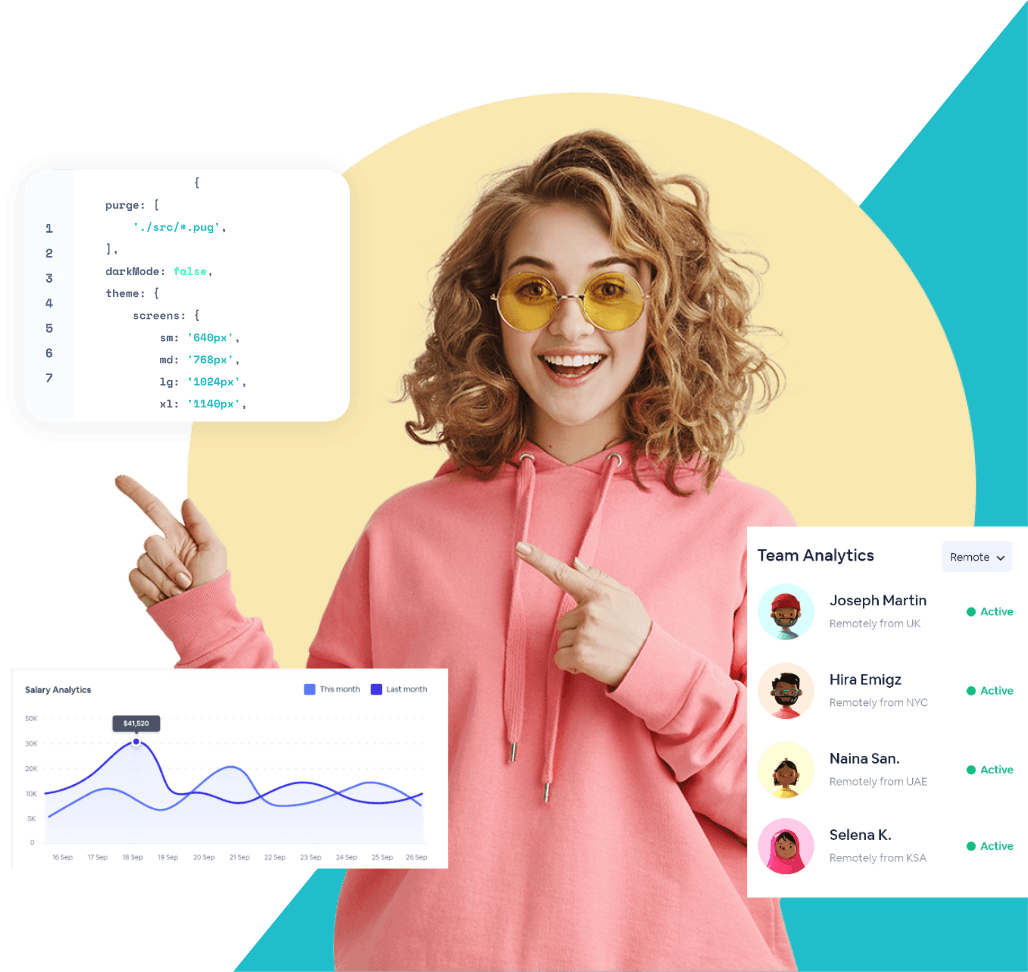 {
purge: [
'./src/*.pug',
],
darkMode: false,
theme: {
screens: {
sm: '640px',
md: '768px',
lg: '1024px',
xl: '1140px',
1
2
3
4
5
6
7
Team Analytics
Remote
Joseph Martin
Remotely from UK
Active
Hira Emigz
Remotely from NYC
Active
Naina San.
Remotely from UAE
Active
Selena K.
Remotely from KSA
Active
Salary Analytics
This month
Last month
$41,520
50K
30K
20K
10K
5K
0
16 Sep
17 Sep
18 Sep
19 Sep
20 Sep
21 Sep
22 Sep
23 Sep
24 Sep
25 Sep
26 Sep